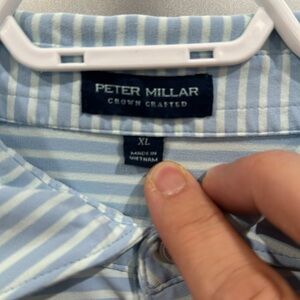 PETER MILLAR
CROWN CRAFTED
XL
MADE IN
VIETNAM